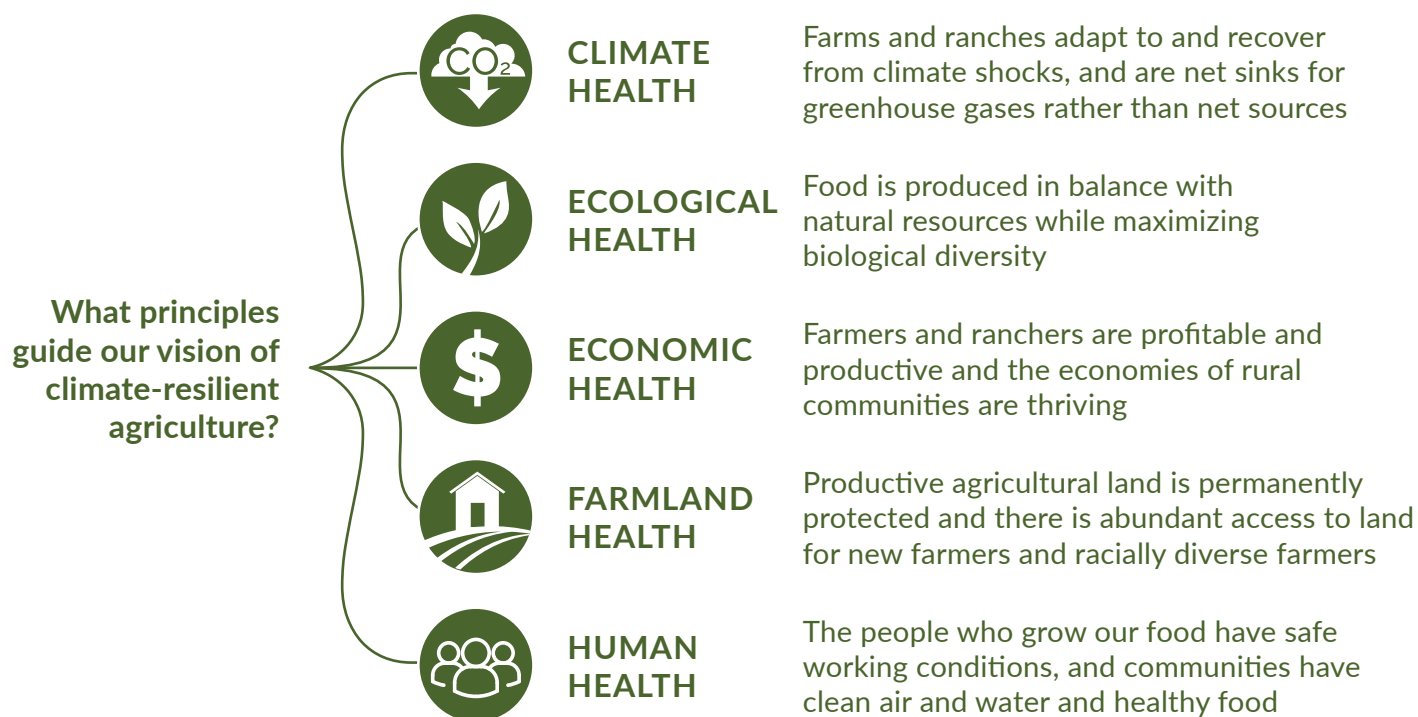 What principles
guide our vision of
climate-resilient
agriculture?
CO2
CLIMATE
HEALTH
Farms and ranches adapt to and recover
from climate shocks, and are net sinks for
greenhouse gases rather than net sources
ECOLOGICAL
HEALTH
Food is produced in balance with
natural resources while maximizing
biological diversity
$
ECONOMIC
HEALTH
Farmers and ranchers are profitable and
productive and the economies of rural
communities are thriving
FARMLAND
HEALTH
Productive agricultural land is permanently
protected and there is abundant access to land
for new farmers and racially diverse farmers
HUMAN
HEALTH
The people who grow our food have safe
working conditions, and communities have
clean air and water and healthy food